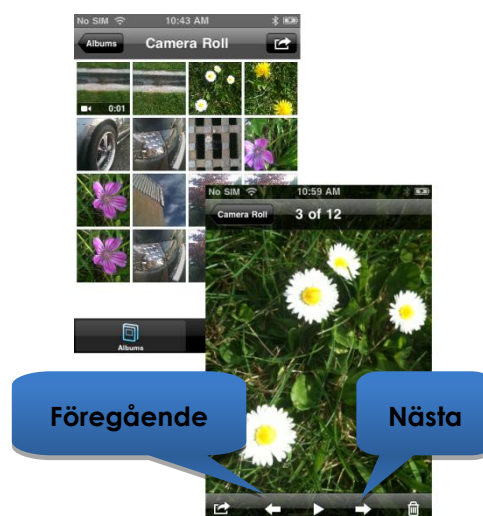 No SIM 10:43 AM
Albums Camera Roll
0:01
Albums
No SIM 10:59 AM
Camera Roll 3 of 12
Föregående
Nästa